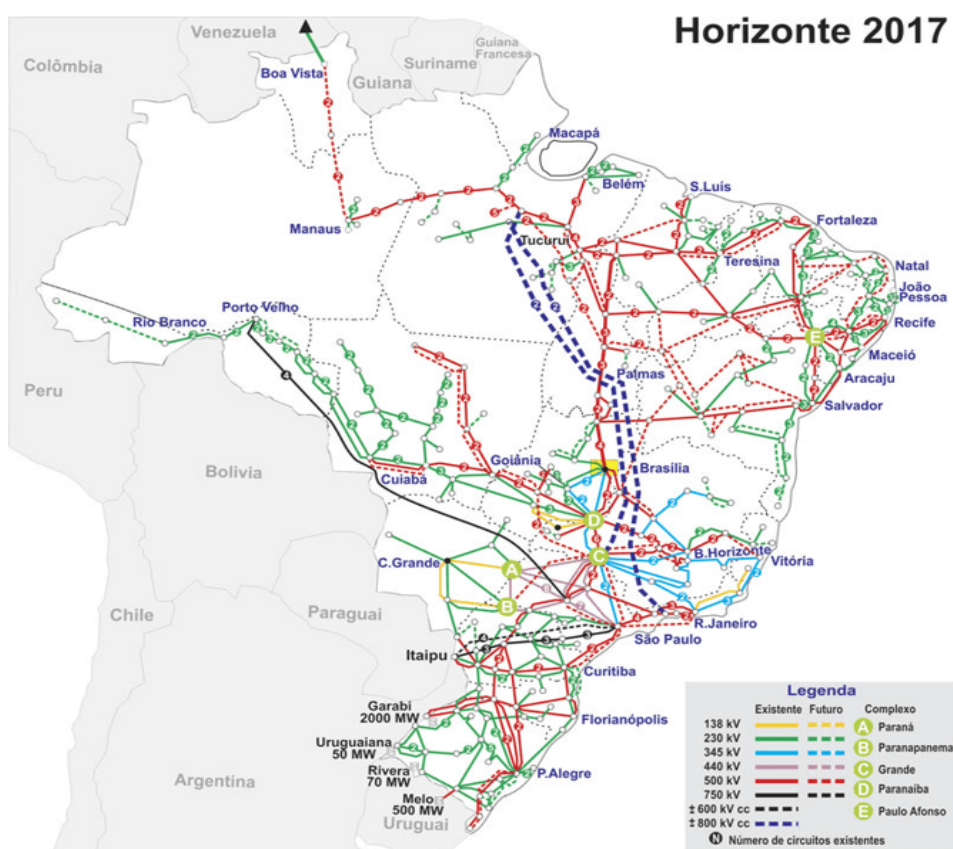 Horizonte 2017
Venezuela
Guiana
Francesa
Suriname
Colômbia
Boa Vista
Guiana
Macapá
Belém
S.Luís
Manaus
Fortaleza
Tucuruí
Teresina
Natal
João
Pessoa
Porto Velho
Rio Branco
Recife
E
Maceió
Palmas
Aracaju
Peru
Salvador
Goiânia
Brasília
Bolivia
Cuiabá
D
B.Horizonte
C
Vitória
C.Grande
A
B
Chile
Paraguai
R.Janeiro
São Paulo
Itaipu
Curitiba
Garabi
2000 MW
Florianópolis
Uruguaiana
50 MW
Rivera
70 MW
P.Alegre
Argentina
Melo
500 MW
Uruguai
Legenda
Existente Futuro Complexo
138 kV A Paraná
230 kV
345 kV B Paranapanema
440 kV C Grande
500 kV D Paranaíba
750 kV
±600 kV cc E Paulo Afonso
±800 kV cc
N Número de circuitos existentes